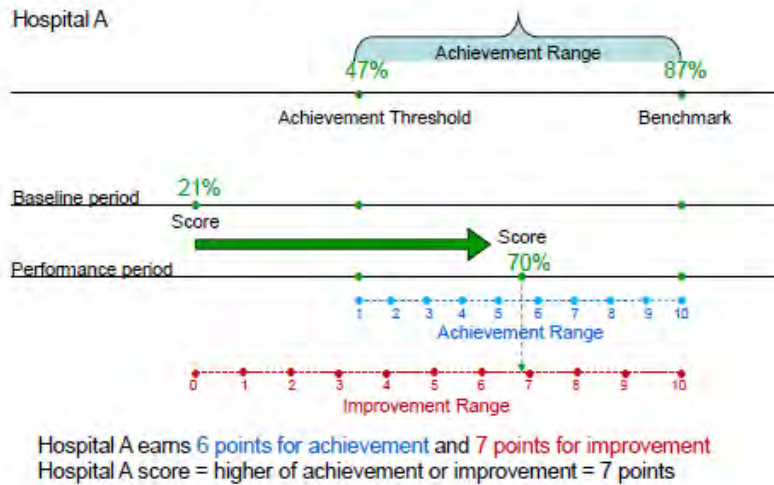 Hospital A
Achievement Range
47% 87%
Achievement Threshold Benchmark
21%
Baseline period
Score
Score
Performance period 70%
1 2 3 4 5 6 7 8 9 10
Achievement Range
0 1 2 3 4 5 6 7 8 9 10
Improvement Range
Hospital A earns 6 points for achievement and 7 points for improvement
Hospital A score = higher of achievement or improvement = 7 points